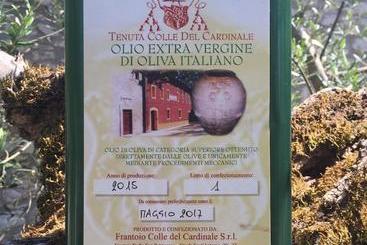 TENUTA COLLE DEL CARDINALE
OLIO EXTRA VERGINE
DI OLIVA ITALIANO
OLIO DI OLIVA DI CATEGORIA SUPERIORE OTTENUTO
DIRETTAMENTE DALLE OLIVE E UNICAMENTE
MEDIANTE PROCEDIMENTI MECCANICI
Anno di produzione: Lotto di confezionamento:
2015 1
Da consumarsi preferibilmente entro il
MAGGIO 2017
PRODOTTO E CONFEZIONATO DA
Frantoio Colle del Cardinale S.r.l.